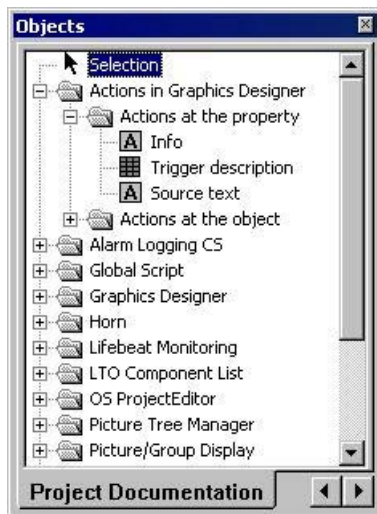 Objects
Selection
Actions in Graphics Designer
Actions at the property
Info
Trigger description
Source text
Actions at the object
Alarm Logging CS
Global Script
Graphics Designer
Horn
Lifebeat Monitoring
LTO Component List
OS ProjectEditor
Picture Tree Manager
Picture/Group Display
Project Documentation